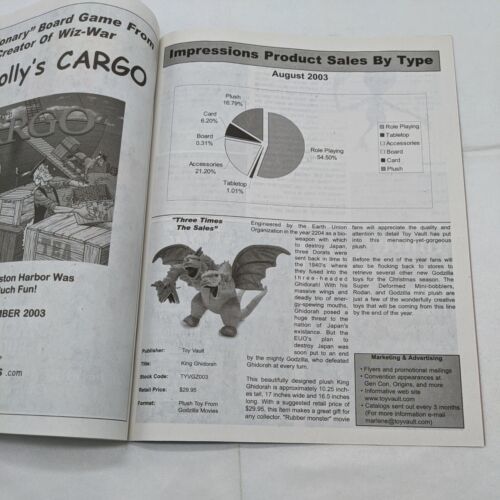 onary" Board Game From
Creator Of Wiz-War
olly's CARGO
RGO
ston Harbor Was
uch Fun!
MBER 2003
s .com
Impressions Product Sales By Type
August 2003
Plush
16.79%
Card
6.20%
Board
0.31%
Accessories
21.20%
Tabletop
1.01%
Role Playing
54.50%
Role Playing
Tabletop
Accessories
Board
Card
Plush
"Three Times
The Sales"
Publisher: Toy Vault
Title: King Ghidorah
Stock Code: TYVGZ003
Retail Price: $29.95
Format: Plush Toy From
Godzilla Movies
Engineered by the Earth Union
Organization in the year 2204 as a bio-
weapon with which
to destroy Japan,
three Dorats were
sent back in time to
the 1940's where
they fused into the
three-headed
Ghidorah! With his
massive wings and
deadly trio of ener-
gy-spewing mouths,
Ghidorah posed a
huge threat to the
nation of Japan's
existance. But the
EUO's plan to
destroy Japan was
soon put to an end
by the mighty Godzilla, who defeated
Ghidorah at every turn.
This beautifully designed plush King
Ghidorah is approximately 10.25 inch-
es tall, 17 inches wide and 16.5 inches
long. With a suggested retail price of
$29.95, this item makes a great gift for
any collector. "Rubber monster" movie
fans will appreciate the quality and
attention to detail Toy Vault has put
into this menacing-yet-gorgeous
plush.
Before the end of the year fans will
also be flocking back to stores to
retrieve several other new Godzilla
toys for the Christmas season. The
Super Deformed Mini-bobblers,
Rodan, and Godzilla mini plush are
just a few of the wonderfully creative
toys that will be coming from this line
by the end of the year.
Marketing & Advertising
• Flyers and promotional mailings
• Convention appearances at
Gen Con, Origins, and more
• Informative web site
www.toyvault.com
• Catalogs sent out every 3 months
(For more information e-mail
marlene@toyvault.com)